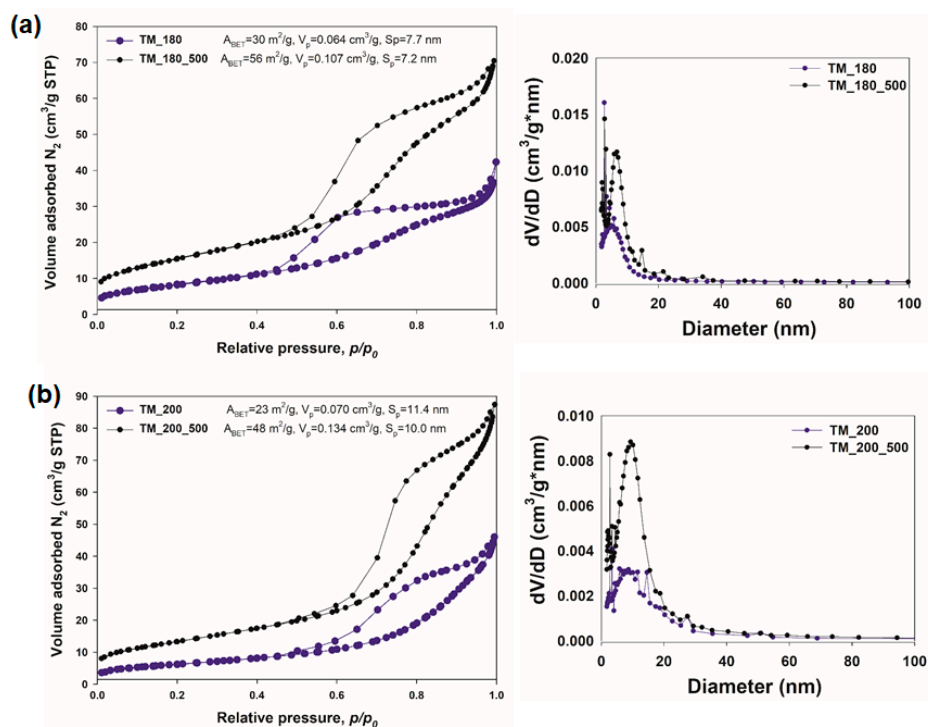 (a)
TM_180 A_BET=30 m²/g, V_p=0.064 cm³/g, Sp=7.7 nm
TM_180_500 A_BET=56 m²/g, V_p=0.107 cm³/g, S_p=7.2 nm
Volume adsorbed N₂ (cm³/g STP)
80
70
60
50
40
30
20
10
0
0.0 0.2 0.4 0.6 0.8 1.0
Relative pressure, p/p₀
TM_180
TM_180_500
dV/dD (cm³/g*nm)
0.020
0.015
0.010
0.005
0.000
0 20 40 60 80 100
Diameter (nm)
(b)
TM_200 A_BET=23 m²/g, V_p=0.070 cm³/g, S_p=11.4 nm
TM_200_500 A_BET=48 m²/g, V_p=0.134 cm³/g, S_p=10.0 nm
Volume adsorbed N₂ (cm³/g STP)
90
80
70
60
50
40
30
20
10
0
0.0 0.2 0.4 0.6 0.8 1.0
Relative pressure, p/p₀
TM_200
TM_200_500
dV/dD (cm³/g*nm)
0.010
0.008
0.006
0.004
0.002
0.000
0 20 40 60 80 100
Diameter (nm)